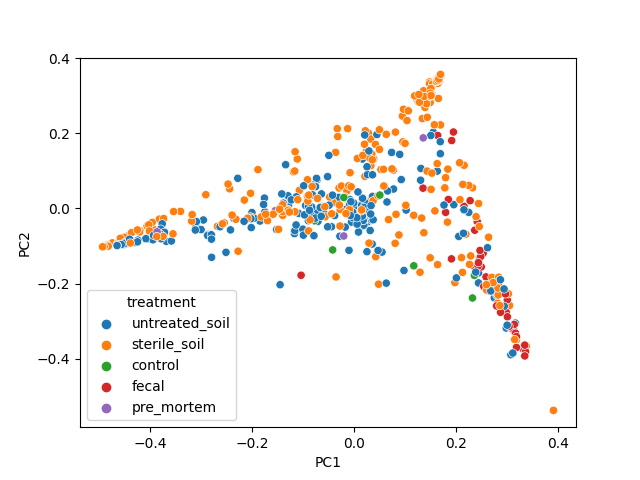 0.4
0.2
0.0
−0.2
−0.4
PC2
treatment
untreated_soil
sterile_soil
control
fecal
pre_mortem
−0.4
−0.2
0.0
0.2
0.4
PC1